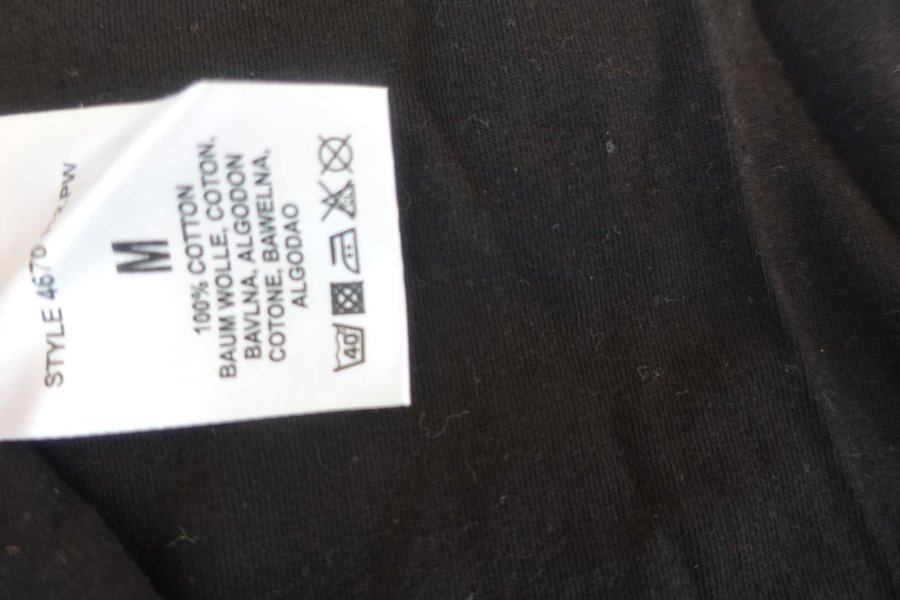 STYLE 4670
M
100% COTTON
BAUM WOLLE, COTON,
BAVLNA, ALGODON
COTONE, BAWELNA,
ALGODAO
40